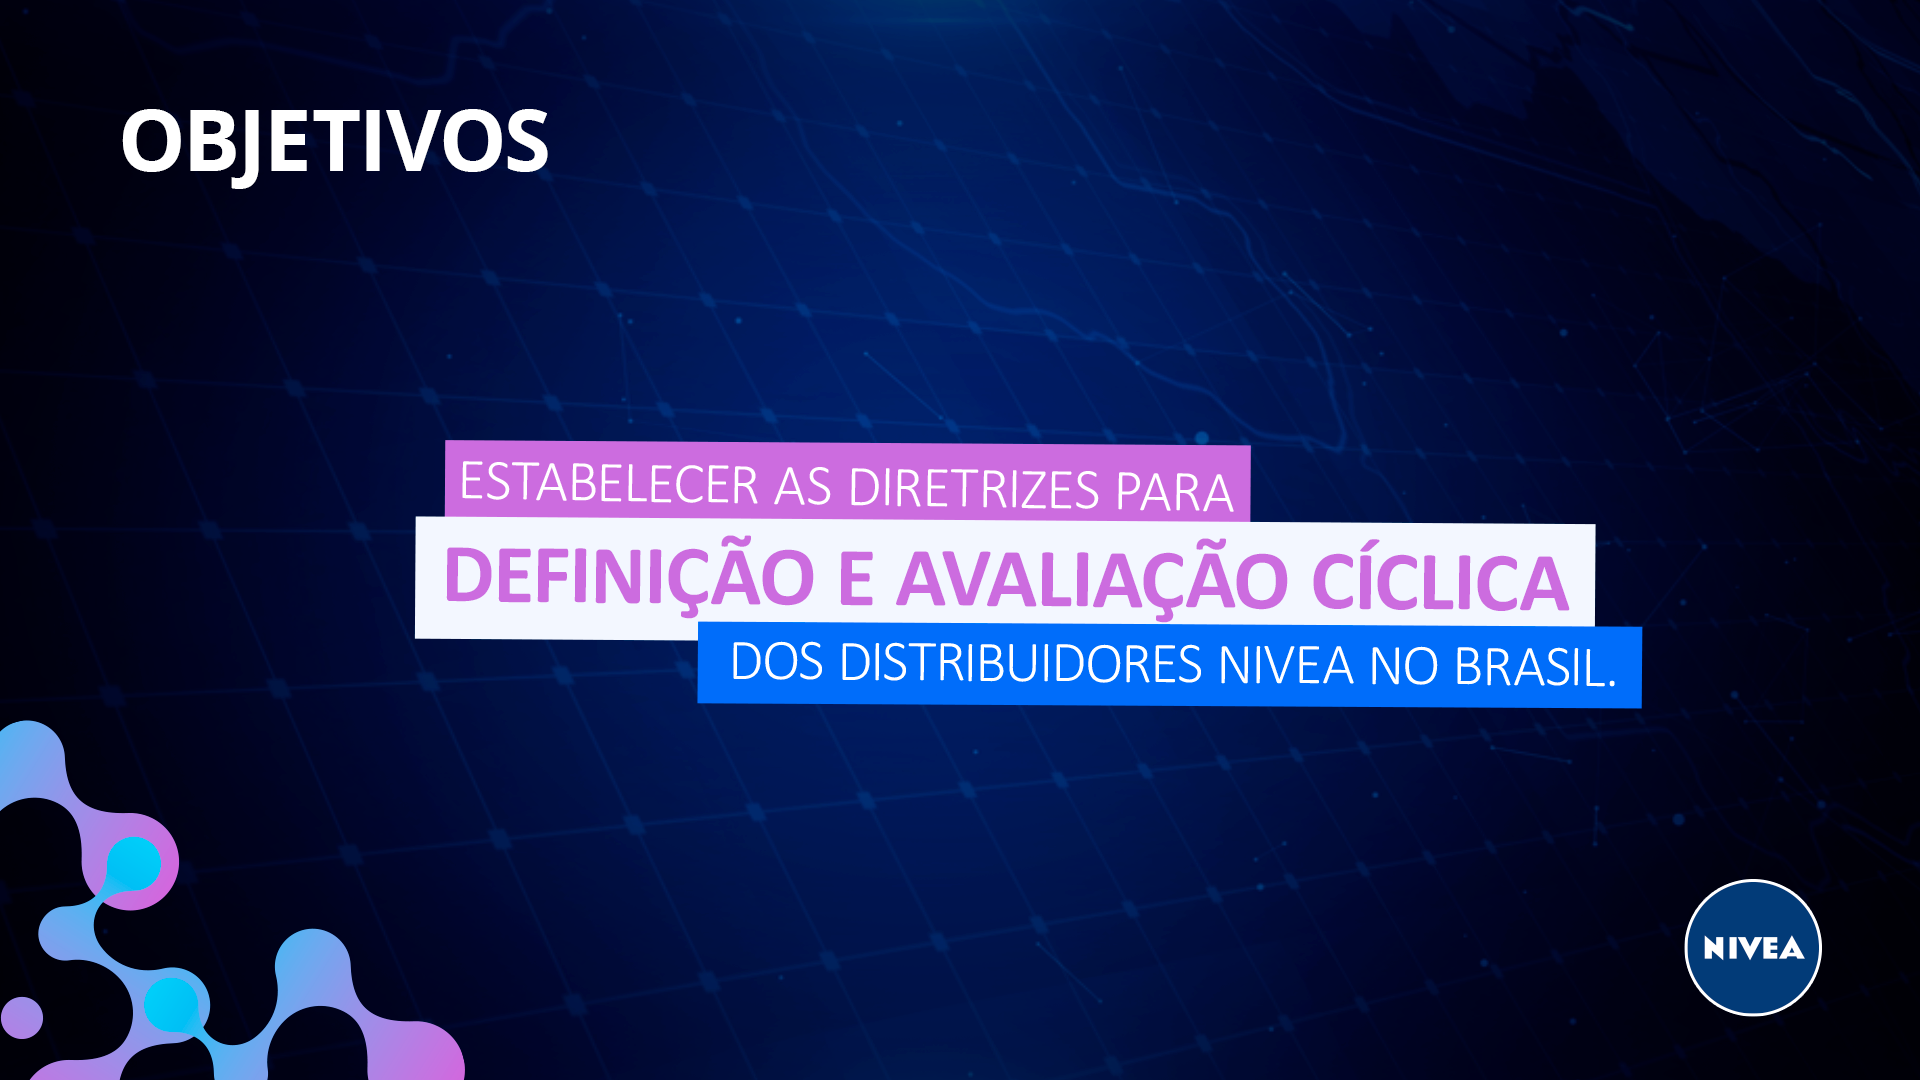 OBJETIVOS
ESTABELECER AS DIRETRIZES PARA
DEFINIÇÃO E AVALIAÇÃO CÍCLICA
DOS DISTRIBUIDORES NIVEA NO BRASIL.
NIVEA